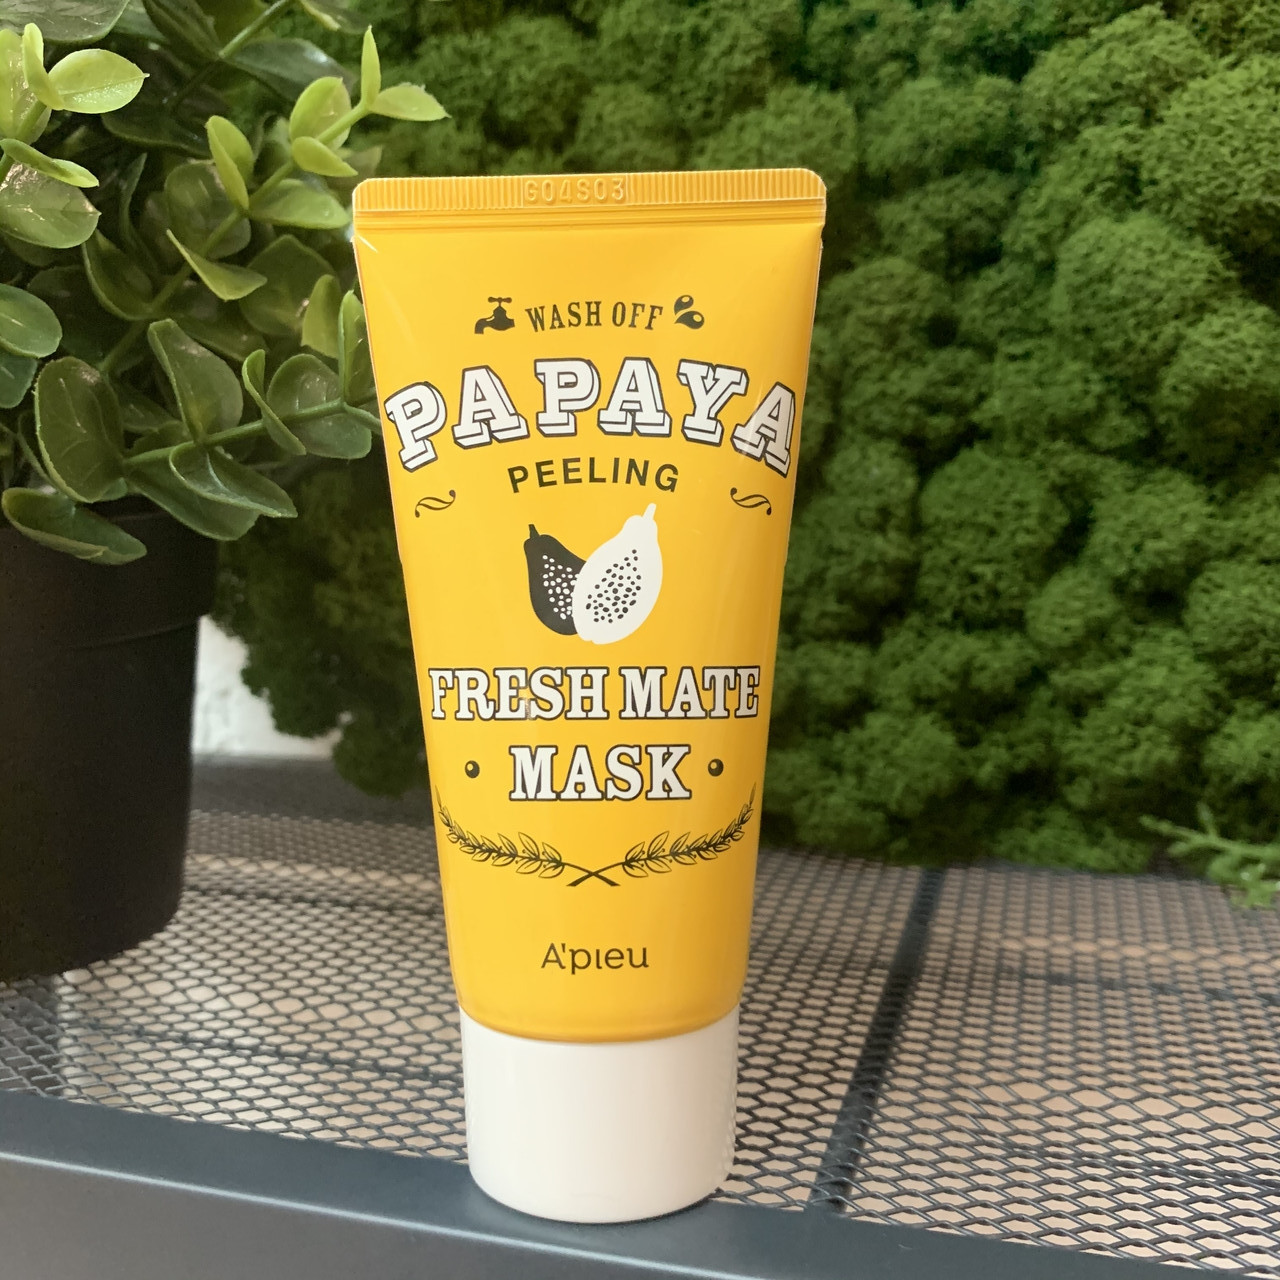 G04S03
WASH OFF
PAPAYA
PEELING
FRESH MATE
MASK
A'pieu